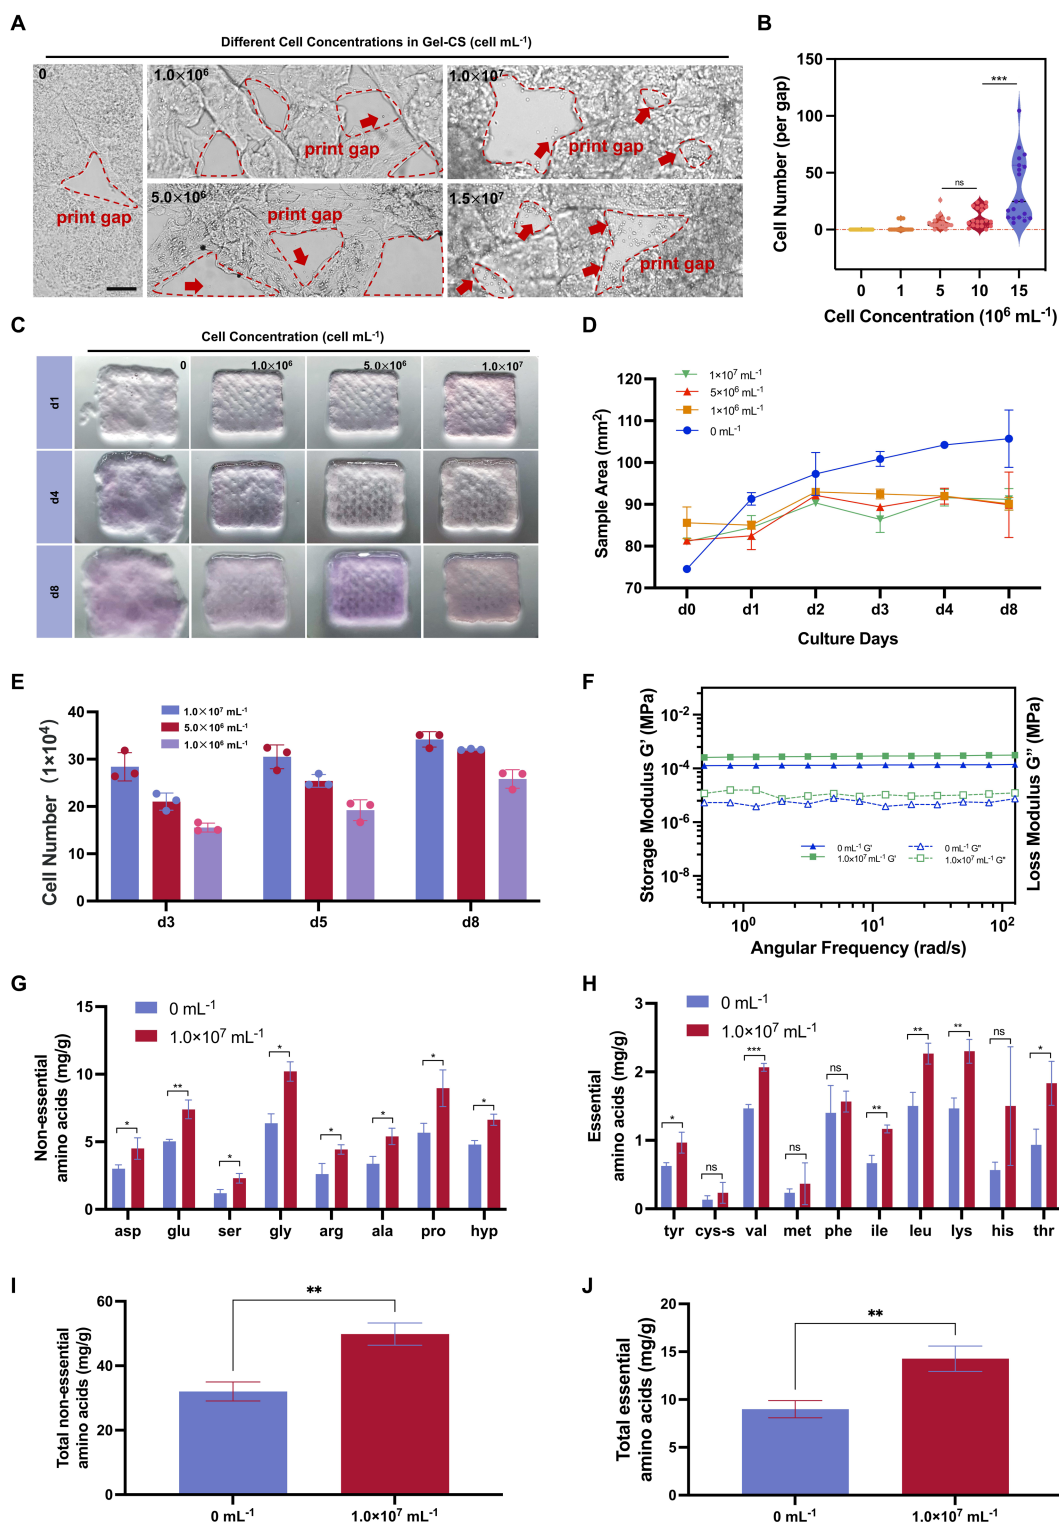 A
Different Cell Concentrations in Gel-CS (cell mL⁻¹)
0
print gap
1.0×10⁶
print gap
1.0×10⁷
print gap
5.0×10⁶
print gap
1.5×10⁷
print gap
B
Cell Number (per gap)
150
100
50
0
ns
***
0 1 5 10 15
Cell Concentration (10⁶ mL⁻¹)
C
Cell Concentration (cell mL⁻¹)
0
1.0×10⁶
5.0×10⁶
1.0×10⁷
d1
d4
d8
D
Sample Area (mm²)
120
110
100
90
80
70
1×10⁷ mL⁻¹
5×10⁶ mL⁻¹
1×10⁶ mL⁻¹
0 mL⁻¹
d0 d1 d2 d3 d4 d8
Culture Days
E
Cell Number (1×10⁴)
40
30
20
10
0
1.0×10⁷ mL⁻¹
5.0×10⁶ mL⁻¹
1.0×10⁶ mL⁻¹
d3 d5 d8
F
Storage Modulus G' (MPa)
Loss Modulus G'' (MPa)
10⁻²
10⁻⁴
10⁻⁶
10⁻⁸
0 mL⁻¹ G'
1.0×10⁷ mL⁻¹ G'
0 mL⁻¹ G''
1.0×10⁷ mL⁻¹ G''
10⁰ 10¹ 10²
Angular Frequency (rad/s)
G
Non-essential
amino acids (mg/g)
15
10
5
0
0 mL⁻¹
1.0×10⁷ mL⁻¹
* ** * * * * * *
asp glu ser gly arg ala pro hyp
H
Essential
amino acids (mg/g)
3
2
1
0
0 mL⁻¹
1.0×10⁷ mL⁻¹
* ns *** ns ns ** ** ** ns *
tyr cys-s val met phe ile leu lys his thr
I
Total non-essential
amino acids (mg/g)
60
40
20
0
**
0 mL⁻¹ 1.0×10⁷ mL⁻¹
J
Total essential
amino acids (mg/g)
20
15
10
5
0
**
0 mL⁻¹ 1.0×10⁷ mL⁻¹